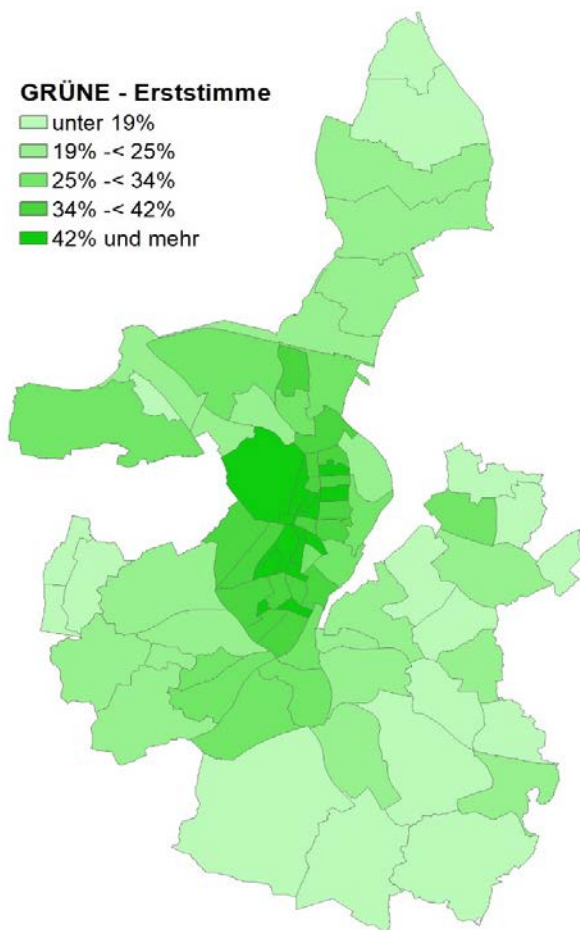 GRÜNE - Erststimme
unter 19%
19% -< 25%
25% -< 34%
34% -< 42%
42% und mehr